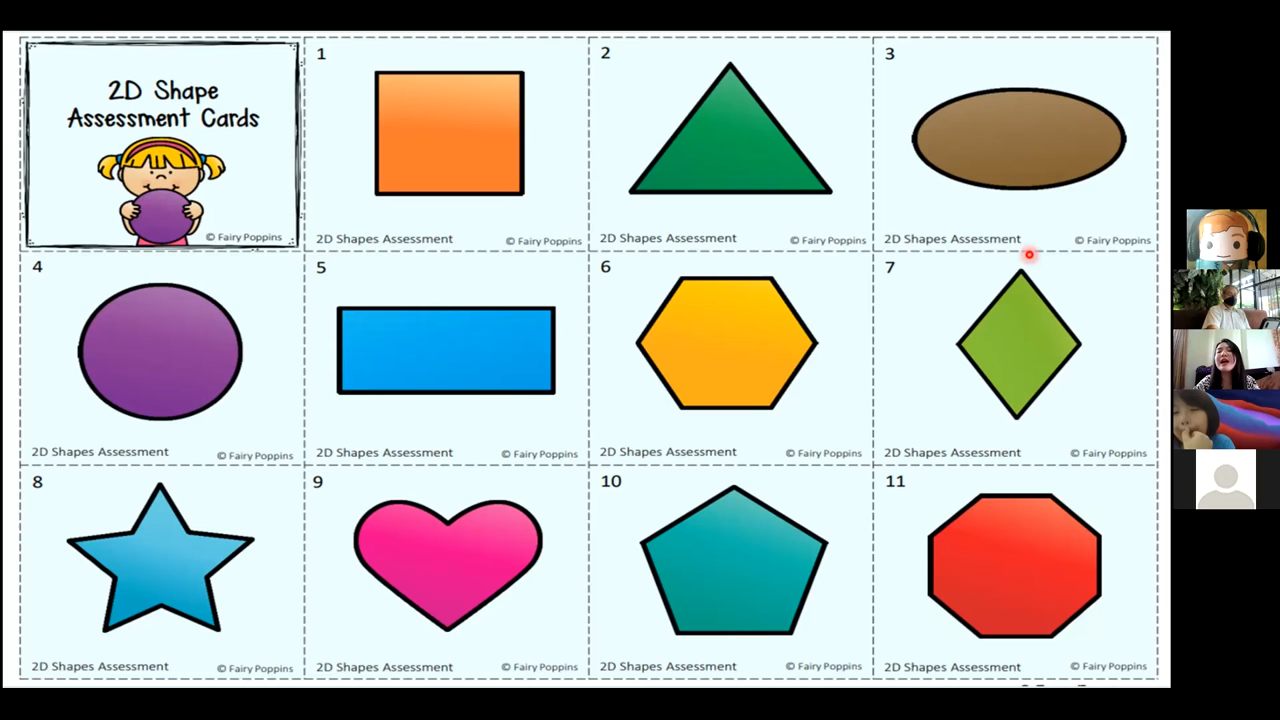 2D Shape
Assessment Cards
© Fairy Poppins
1
2D Shapes Assessment
© Fairy Poppins
2
2D Shapes Assessment
© Fairy Poppins
3
2D Shapes Assessment
© Fairy Poppins
4
2D Shapes Assessment
© Fairy Poppins
5
2D Shapes Assessment
© Fairy Poppins
6
2D Shapes Assessment
© Fairy Poppins
7
2D Shapes Assessment
© Fairy Poppins
8
2D Shapes Assessment
© Fairy Poppins
9
2D Shapes Assessment
© Fairy Poppins
10
2D Shapes Assessment
© Fairy Poppins
11
2D Shapes Assessment
© Fairy Poppins